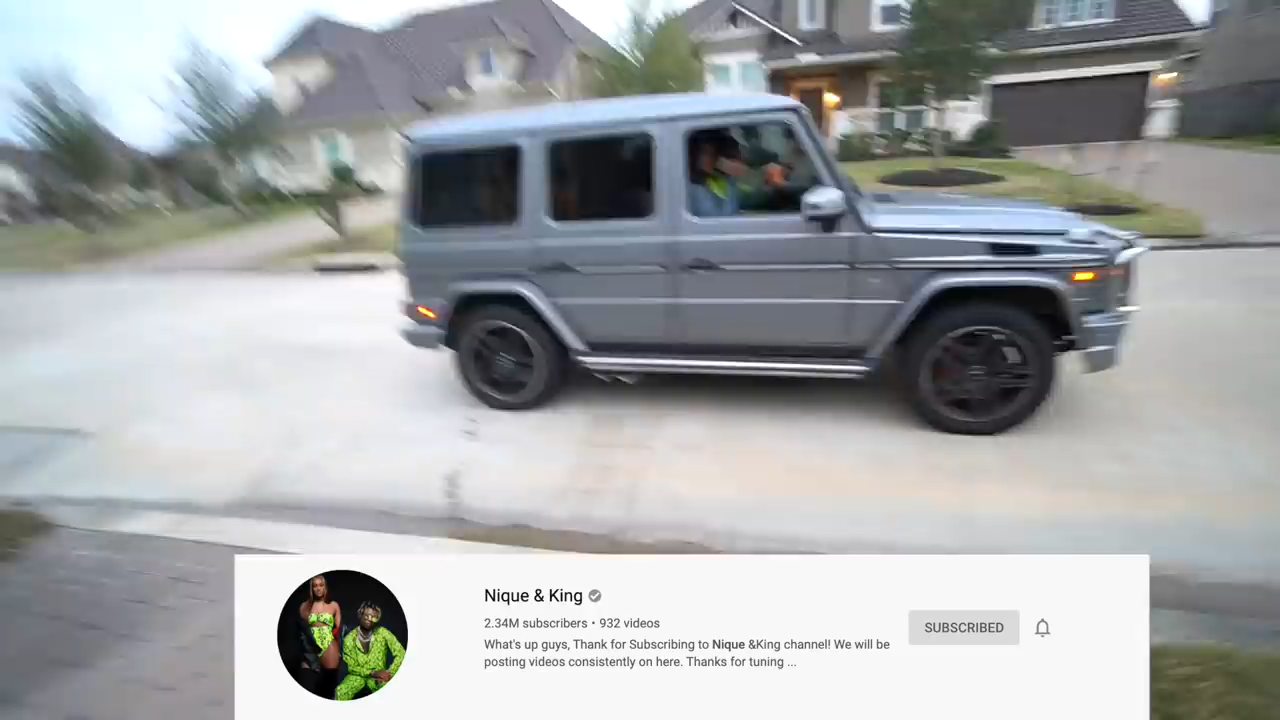 Nique & King
2.34M subscribers • 932 videos
What's up guys, Thank for Subscribing to Nique &King channel! We will be
posting videos consistently on here. Thanks for tuning ...
SUBSCRIBED